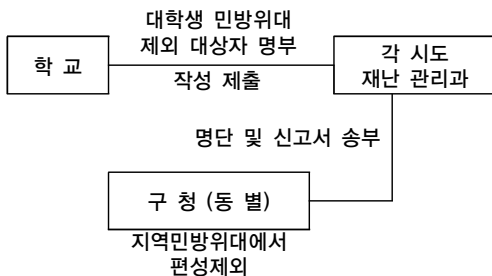 대학생 민방위대
제외 대상자 명부
학 교
작성 제출
각 시도
재난 관리과
명단 및 신고서 송부
구 청 (동 별)
지역민방위대에서
편성제외